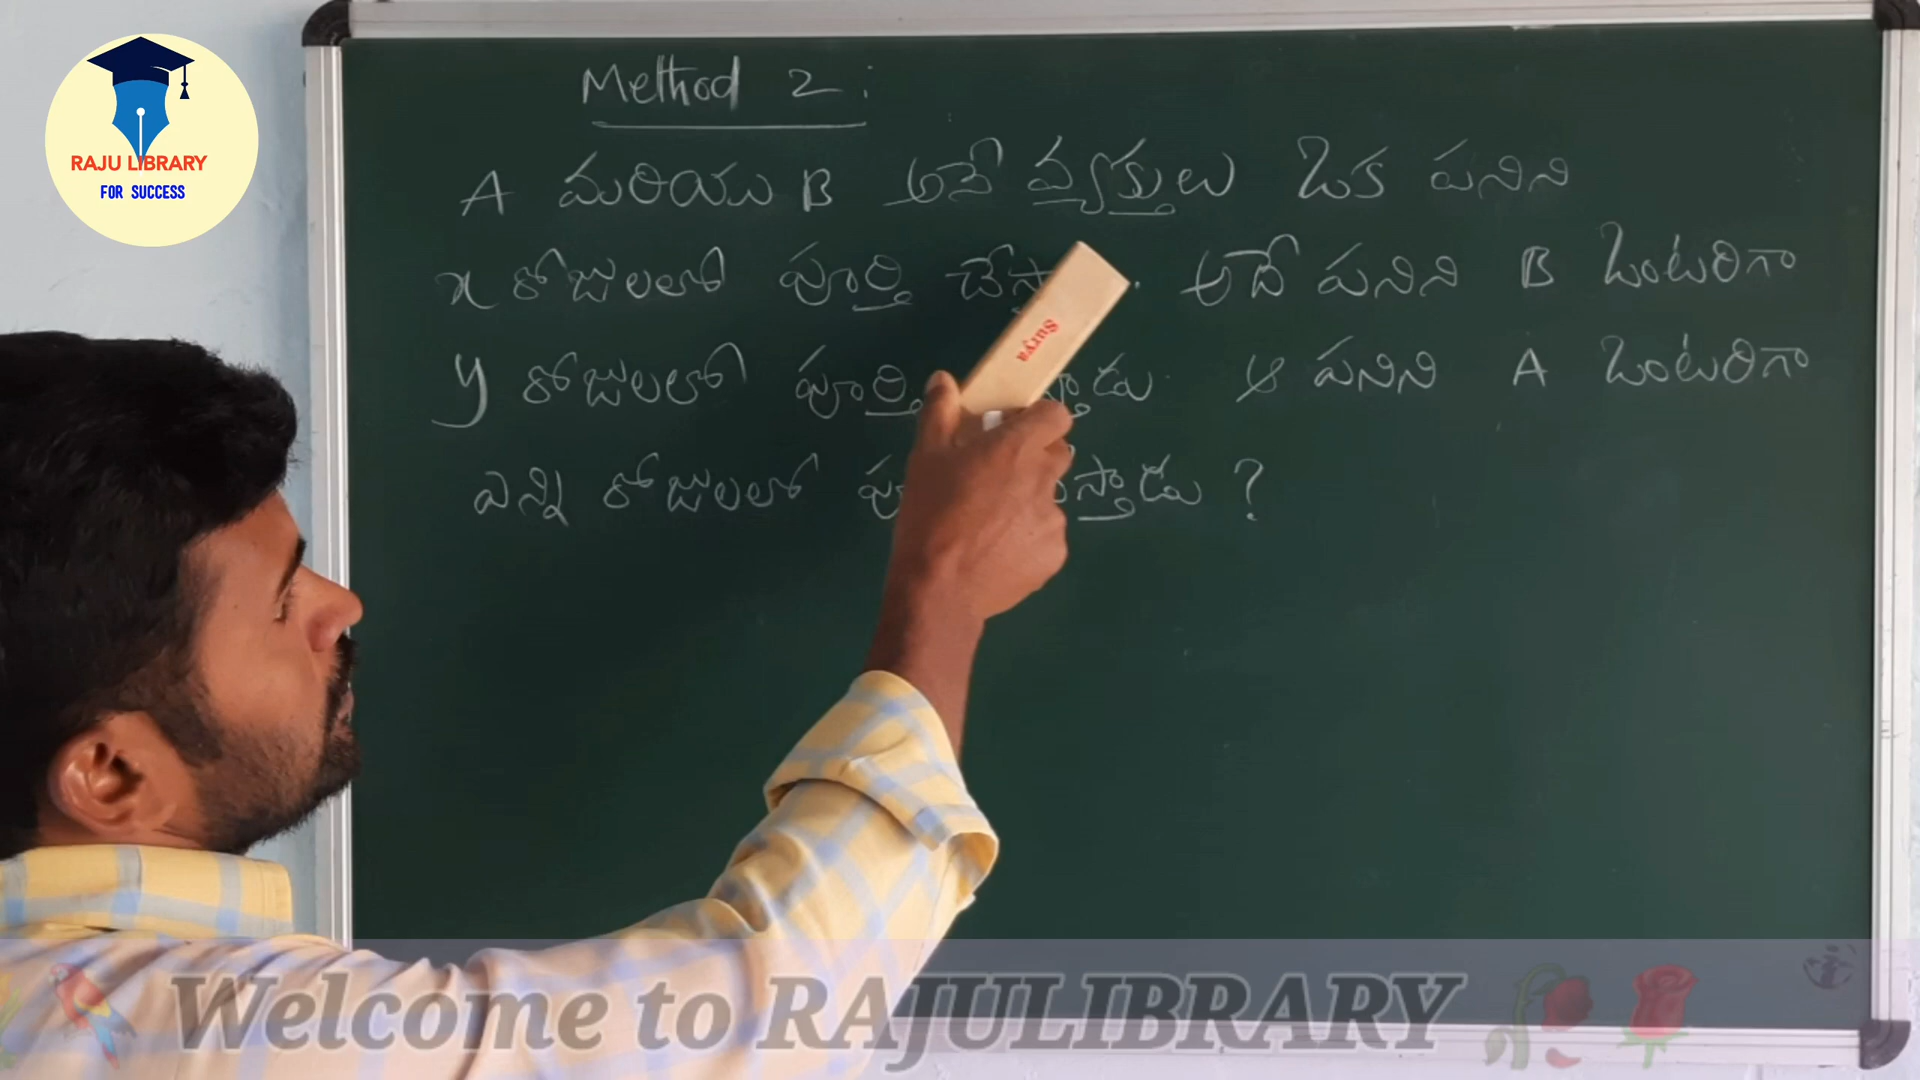 RAJU LIBRARY
FOR SUCCESS
Method 2 :
A మరియు B అనే వ్యక్తులు ఒక పనిని
x రోజులలో పూర్తి . అదే పనిని B ఒంటరిగా
y రోజులలో పూర్తి ఆ పనిని A ఒంటరిగా
ఎన్ని రోజులలో ?
Surya
Welcome to RAJULIBRARY